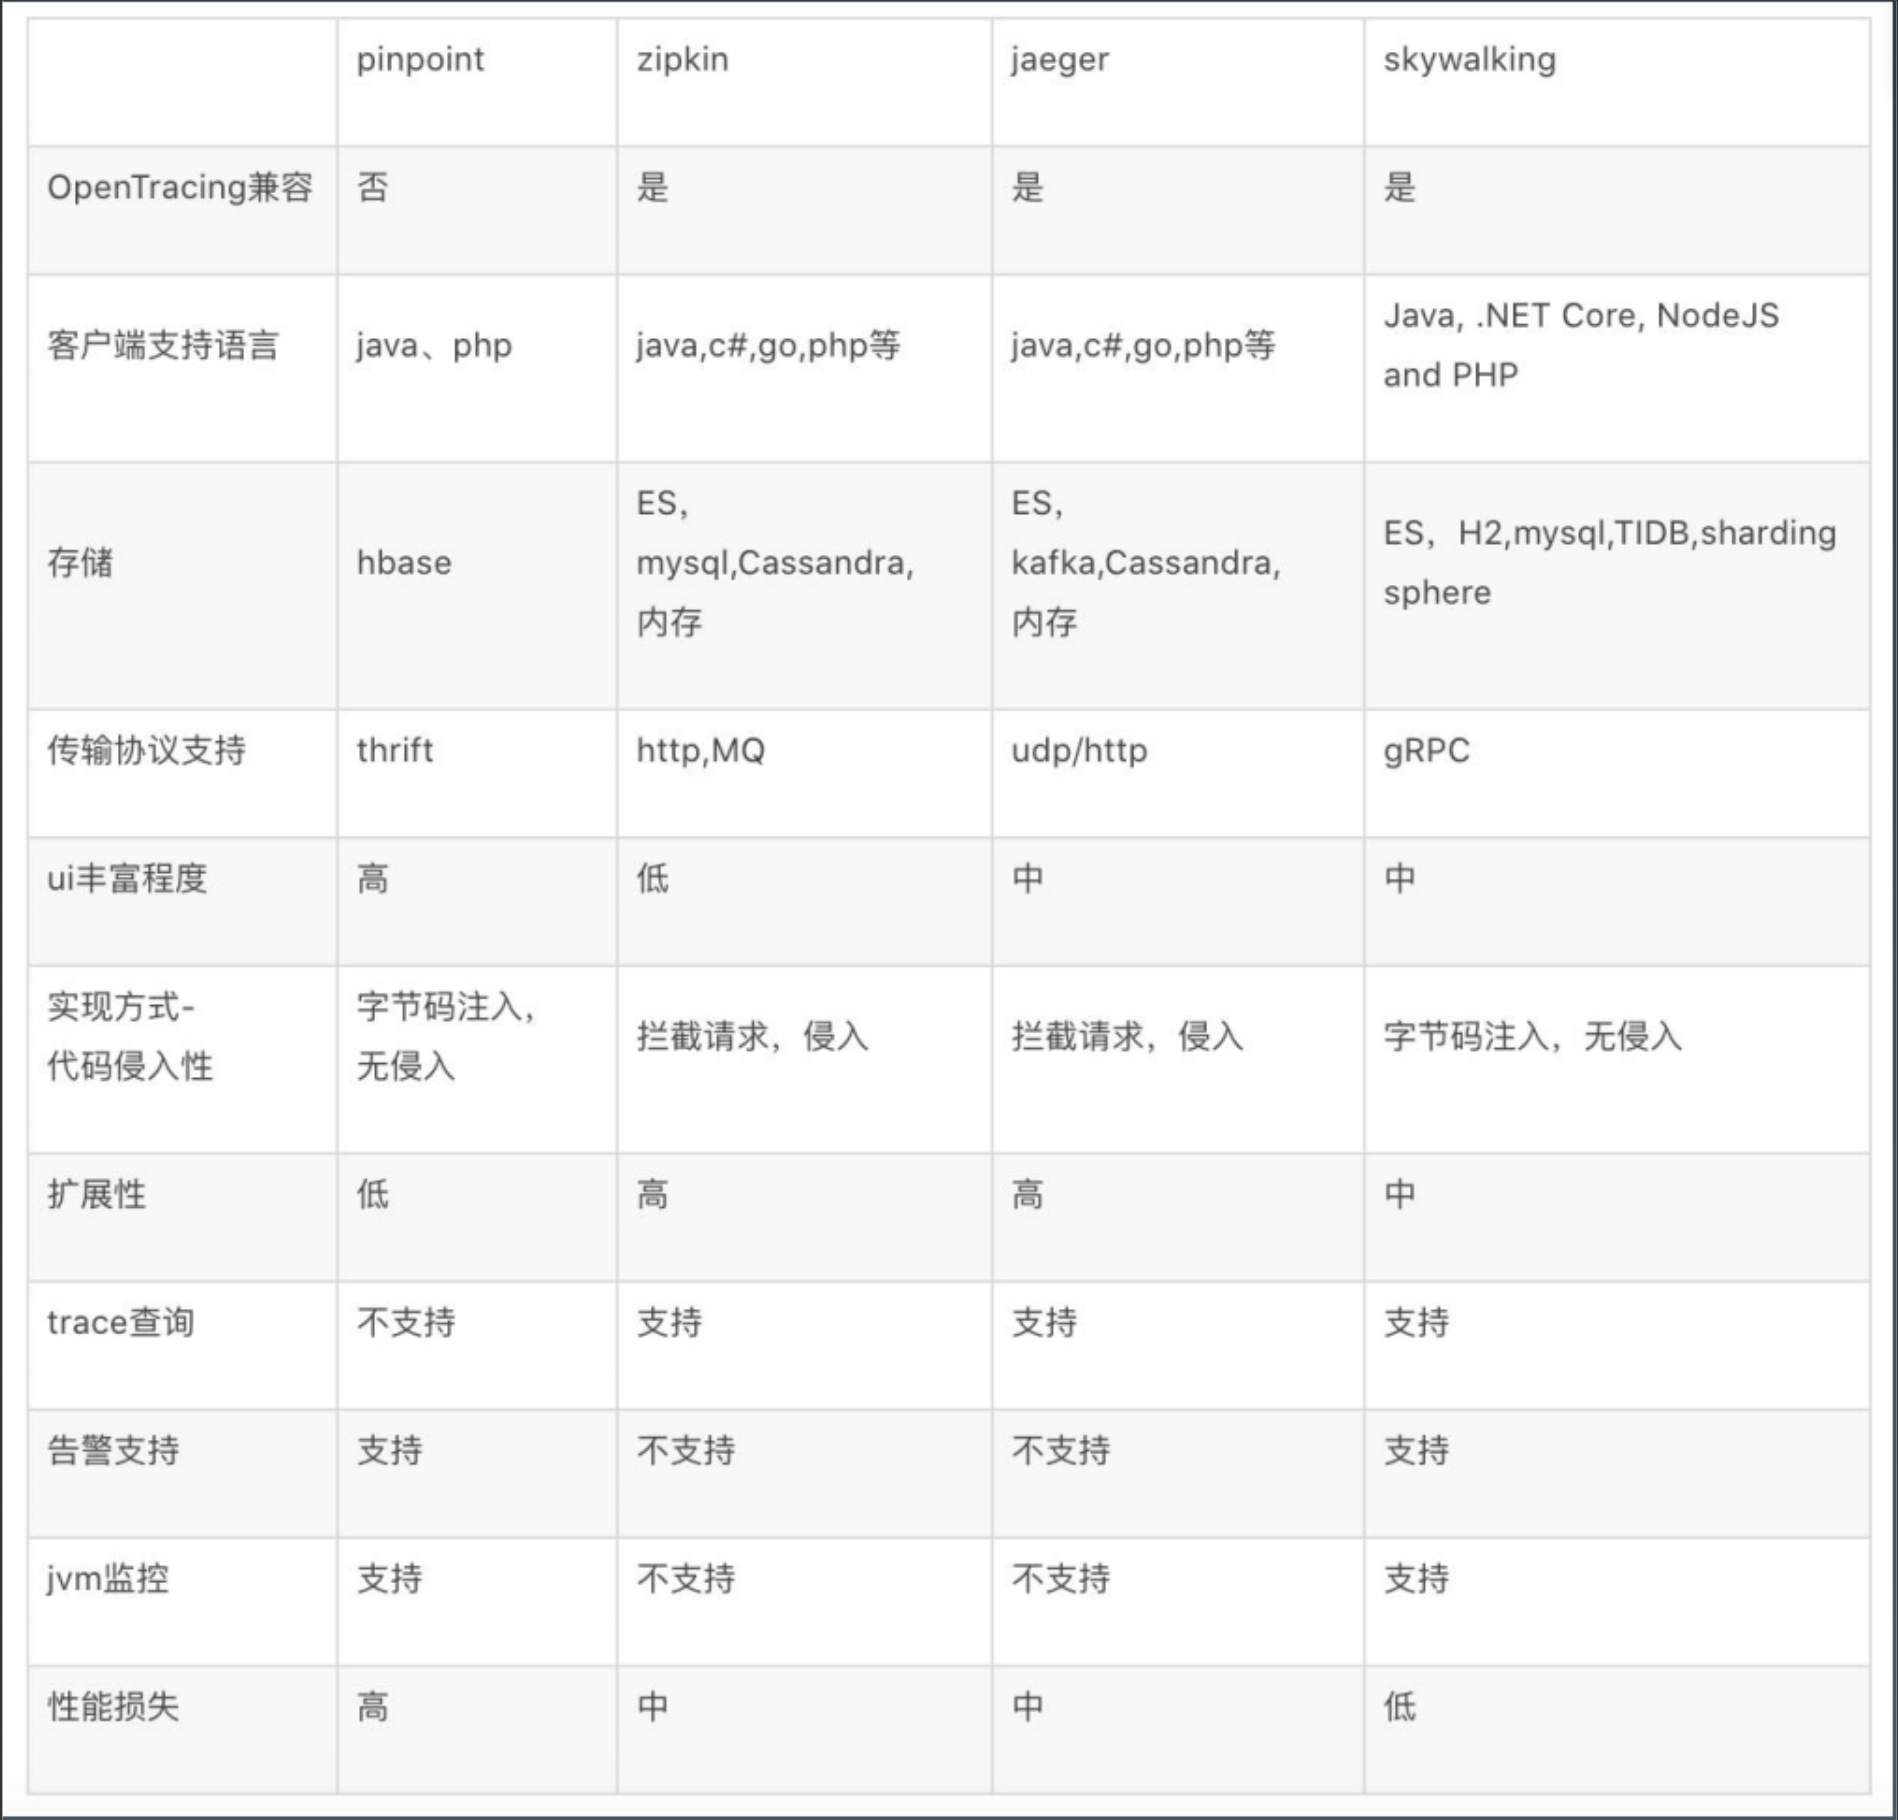 pinpoint zipkin jaeger skywalking
OpenTracing兼容 否 是 是 是
客户端支持语言 java、php java,c#,go,php等 java,c#,go,php等 Java, .NET Core, NodeJS
and PHP
存储 hbase ES，
mysql,Cassandra,
内存 ES，
kafka,Cassandra,
内存 ES，H2,mysql,TIDB,sharding
sphere
传输协议支持 thrift http,MQ udp/http gRPC
ui丰富程度 高 低 中 中
实现方式-
代码侵入性 字节码注入，
无侵入 拦截请求，侵入 拦截请求，侵入 字节码注入，无侵入
扩展性 低 高 高 中
trace查询 不支持 支持 支持 支持
告警支持 支持 不支持 不支持 支持
jvm监控 支持 不支持 不支持 支持
性能损失 高 中 中 低